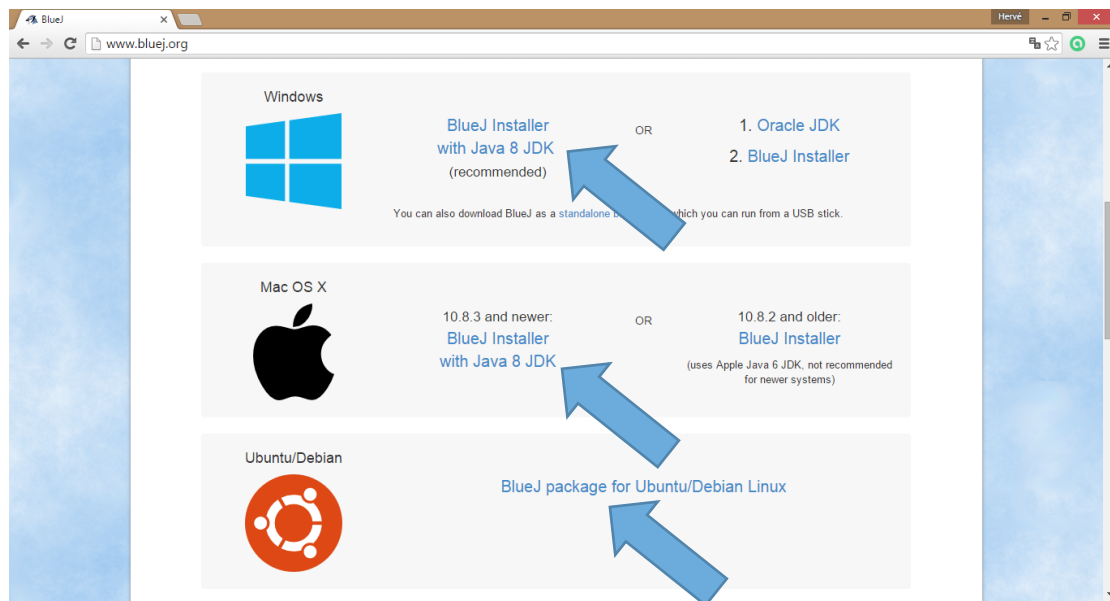 BlueJ
Hervé
www.bluej.org
Windows
BlueJ Installer
with Java 8 JDK
(recommended)
OR
1. Oracle JDK
2. BlueJ Installer
You can also download BlueJ as a standalone which you can run from a USB stick.
Mac OS X
10.8.3 and newer:
BlueJ Installer
with Java 8 JDK
OR
10.8.2 and older:
BlueJ Installer
(uses Apple Java 6 JDK, not recommended
for newer systems)
Ubuntu/Debian
BlueJ package for Ubuntu/Debian Linux